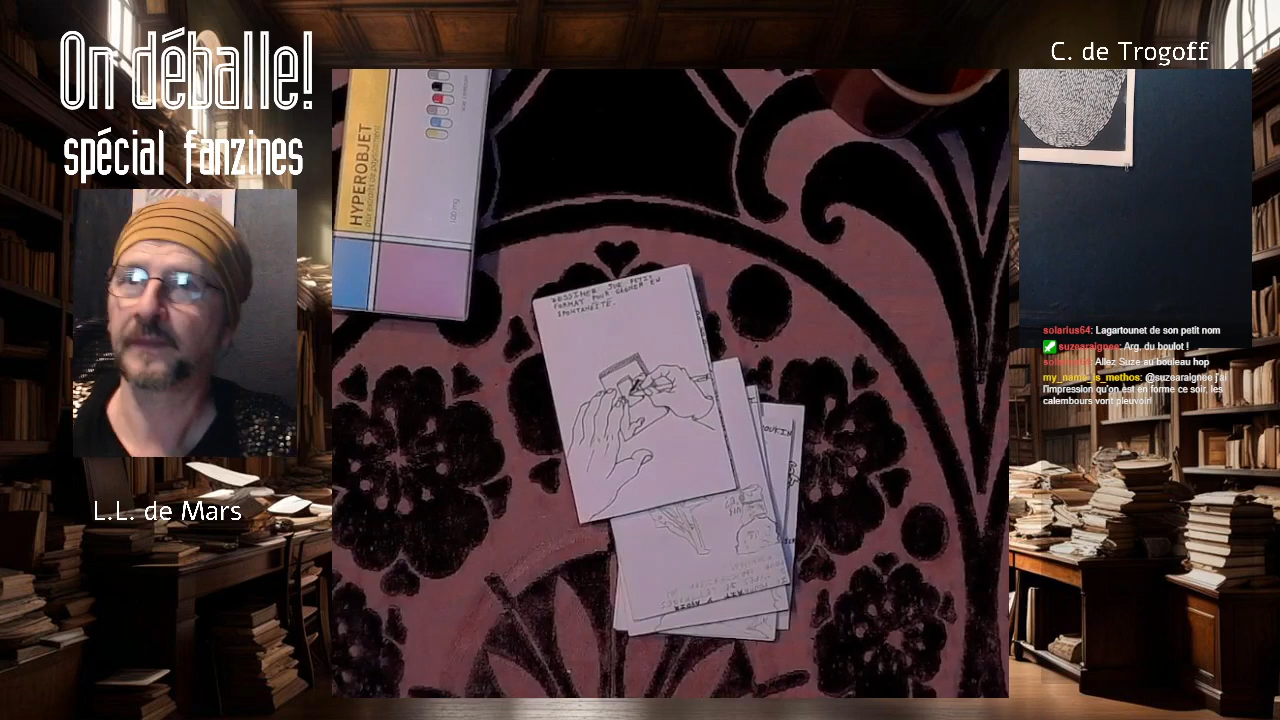 On déballe!
spécial fanzines
C. de Trogoff
L.L. de Mars
HYPEROBJET
100 mg
DESSINER SUR PETIT
FORMAT POUR GAGNER EN
SPONTANÉITÉ.
solarius64: Lagartounet de son petit nom
suzearaignee: Arg, du boulot !
Allez Suze au bouleau hop
my_name_is_methos: @suzearaignee j'ai
l'impression qu'on est en forme ce soir, les
calembours vont pleuvoir!